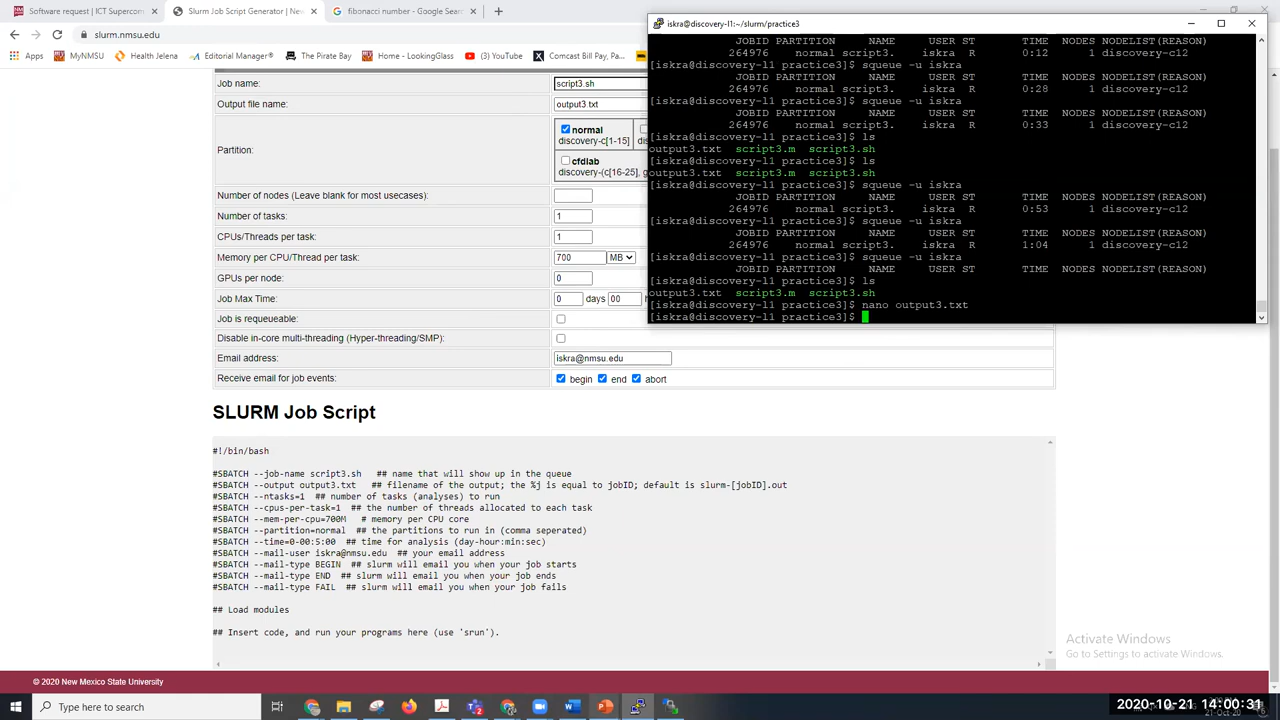 Software request | ICT Supercom
Slurm Job Script Generator | New
fibonacci number - Google Search
slurm.nmsu.edu
Apps
MyNMSU
Health Jelena
Editorial Manager
The Pirate Bay
Home - LookingGlass
YouTube
Comcast Bill Pay, Pa...
iskra@discovery-l1:~/slurm/practice3
JOBID PARTITION NAME USER ST TIME NODES NODELIST(REASON)
264976 normal script3. iskra R 0:12 1 discovery-c12
[iskra@discovery-l1 practice3]$ squeue -u iskra
JOBID PARTITION NAME USER ST TIME NODES NODELIST(REASON)
264976 normal script3. iskra R 0:28 1 discovery-c12
[iskra@discovery-l1 practice3]$ squeue -u iskra
JOBID PARTITION NAME USER ST TIME NODES NODELIST(REASON)
264976 normal script3. iskra R 0:33 1 discovery-c12
[iskra@discovery-l1 practice3]$ ls
output3.txt script3.m script3.sh
[iskra@discovery-l1 practice3]$ ls
output3.txt script3.m script3.sh
[iskra@discovery-l1 practice3]$ squeue -u iskra
JOBID PARTITION NAME USER ST TIME NODES NODELIST(REASON)
264976 normal script3. iskra R 0:53 1 discovery-c12
[iskra@discovery-l1 practice3]$ squeue -u iskra
JOBID PARTITION NAME USER ST TIME NODES NODELIST(REASON)
264976 normal script3. iskra R 1:04 1 discovery-c12
[iskra@discovery-l1 practice3]$ squeue -u iskra
JOBID PARTITION NAME USER ST TIME NODES NODELIST(REASON)
[iskra@discovery-l1 practice3]$ ls
output3.txt script3.m script3.sh
[iskra@discovery-l1 practice3]$ nano output3.txt
[iskra@discovery-l1 practice3]$
Job name: script3.sh
Output file name: output3.txt
Partition:
normal
discovery-c[1-15]
cfdlab
discovery-(c[16-25], g
Number of nodes (Leave blank for most usecases):
Number of tasks: 1
CPUs/Threads per task: 1
Memory per CPU/Thread per task: 700 MB
GPUs per node: 0
Job Max Time: 0 days 00
Job is requeueable:
Disable in-core multi-threading (Hyper-threading/SMP):
Email address: iskra@nmsu.edu
Receive email for job events: begin end abort
SLURM Job Script
#!/bin/bash
#SBATCH --job-name script3.sh ## name that will show up in the queue
#SBATCH --output output3.txt ## filename of the output; the %j is equal to jobID; default is slurm-[jobID].out
#SBATCH --ntasks=1 ## number of tasks (analyses) to run
#SBATCH --cpus-per-task=1 ## the number of threads allocated to each task
#SBATCH --mem-per-cpu=700M # memory per CPU core
#SBATCH --partition=normal ## the partitions to run in (comma seperated)
#SBATCH --time=0-00:5:00 ## time for analysis (day-hour:min:sec)
#SBATCH --mail-user iskra@nmsu.edu ## your email address
#SBATCH --mail-type BEGIN ## slurm will email you when your job starts
#SBATCH --mail-type END ## slurm will email you when your job ends
#SBATCH --mail-type FAIL ## slurm will email you when your job fails
## Load modules
## Insert code, and run your programs here (use 'srun').
Activate Windows
Go to Settings to activate Windows.
© 2020 New Mexico State University
Type here to search
2020-10-21 14:00:31